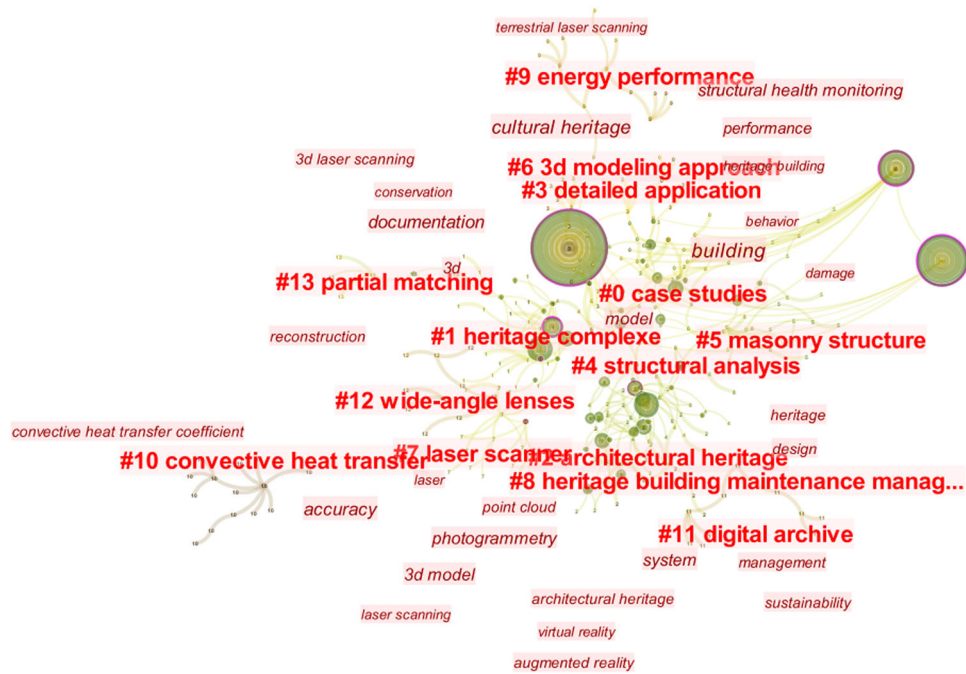 terrestrial laser scanning
#9 energy performance
structural health monitoring
cultural heritage
performance
3d laser scanning
#6 3d modeling approach
heritage building
conservation
#3 detailed application
documentation
behavior
building
3d
damage
#13 partial matching
#0 case studies
model
reconstruction
#1 heritage complexe
#5 masonry structure
#4 structural analysis
#12 wide-angle lenses
heritage
convective heat transfer coefficient
design
#10 convective heat transfer
#7 laser scanner
#2 architectural heritage
laser
#8 heritage building maintenance manag...
accuracy
point cloud
photogrammetry
#11 digital archive
system
management
3d model
architectural heritage
sustainability
laser scanning
virtual reality
augmented reality